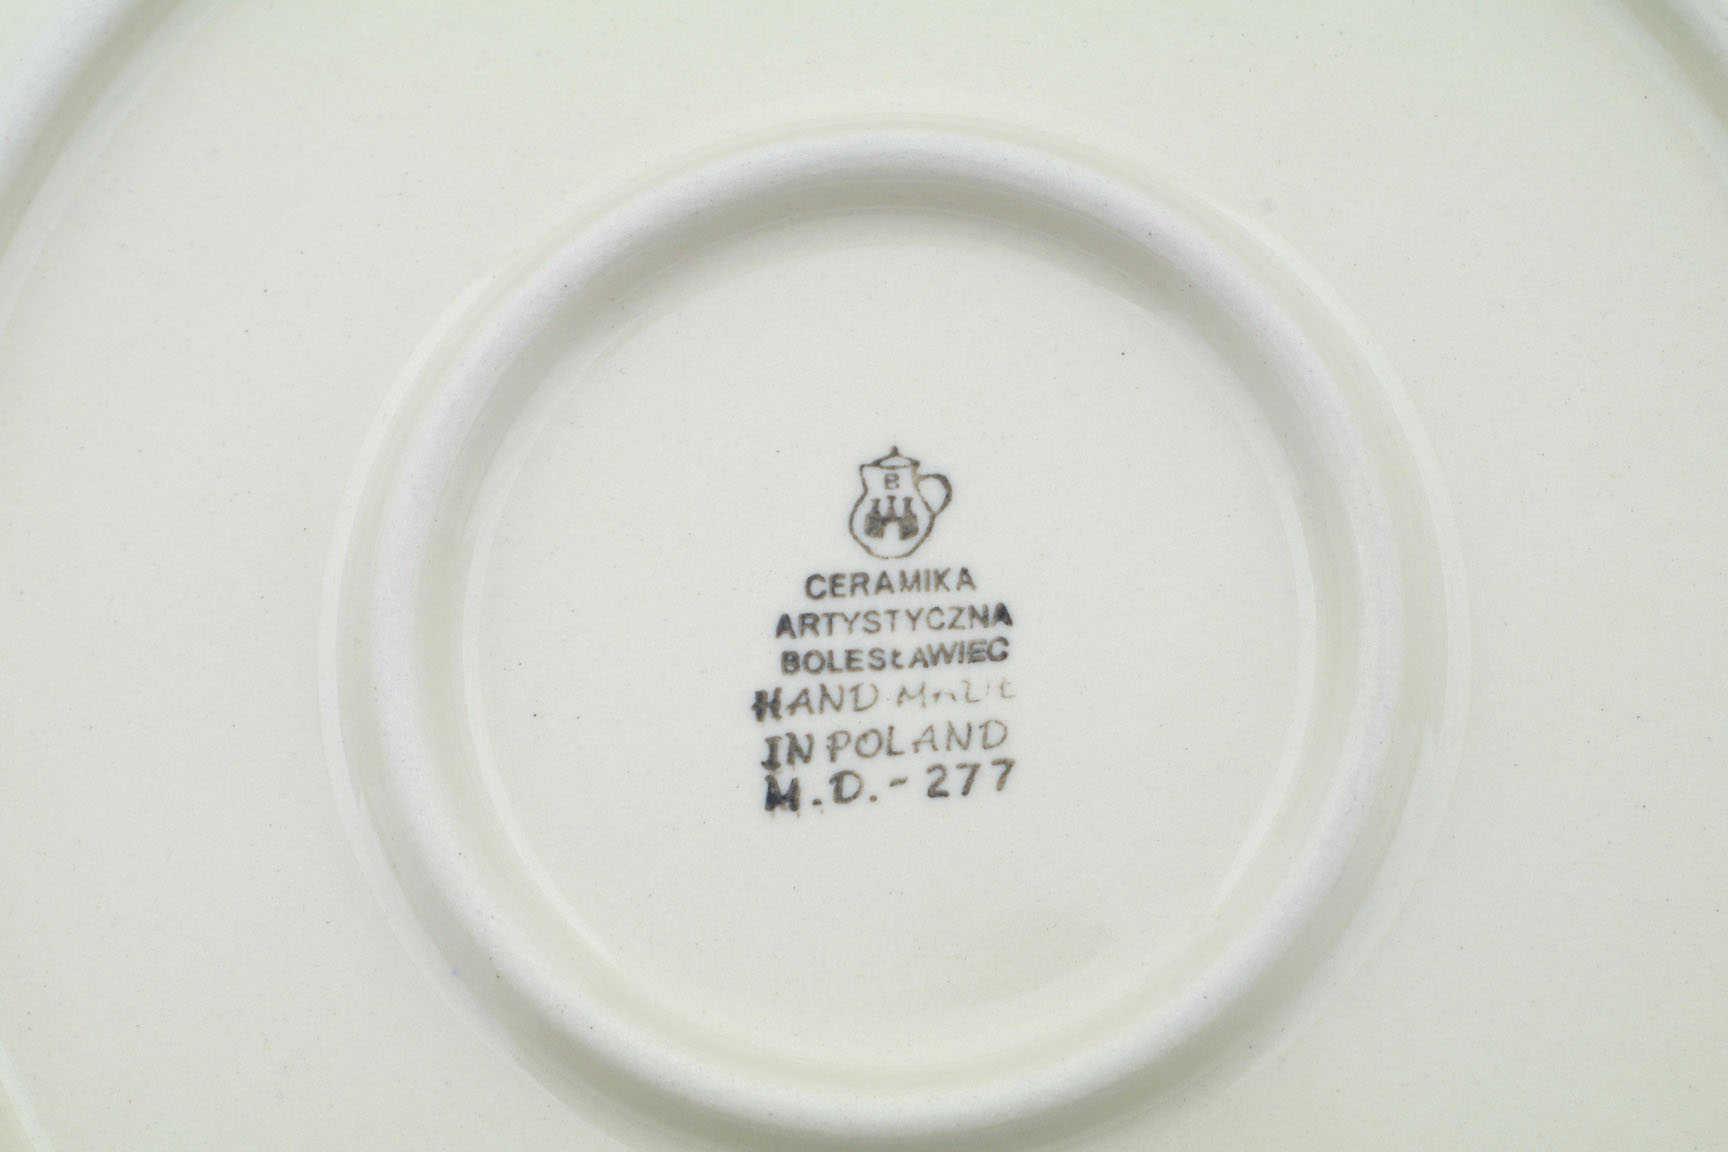 B
CERAMIKA
ARTYSTYCZNA
BOLESŁAWIEC
HAND MADE
IN POLAND
M.D.-277